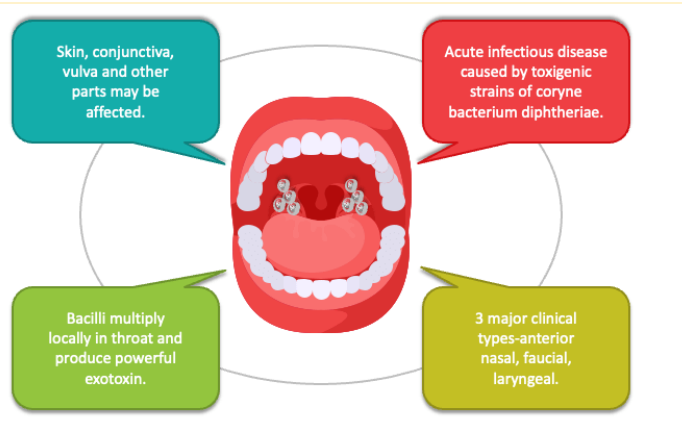 Skin, conjunctiva,
vulva and other
parts may be
affected.
Acute infectious disease
caused by toxigenic
strains of coryne
bacterium diphtheriae.
Bacilli multiply
locally in throat and
produce powerful
exotoxin.
3 major clinical
types-anterior
nasal, faucial,
laryngeal.